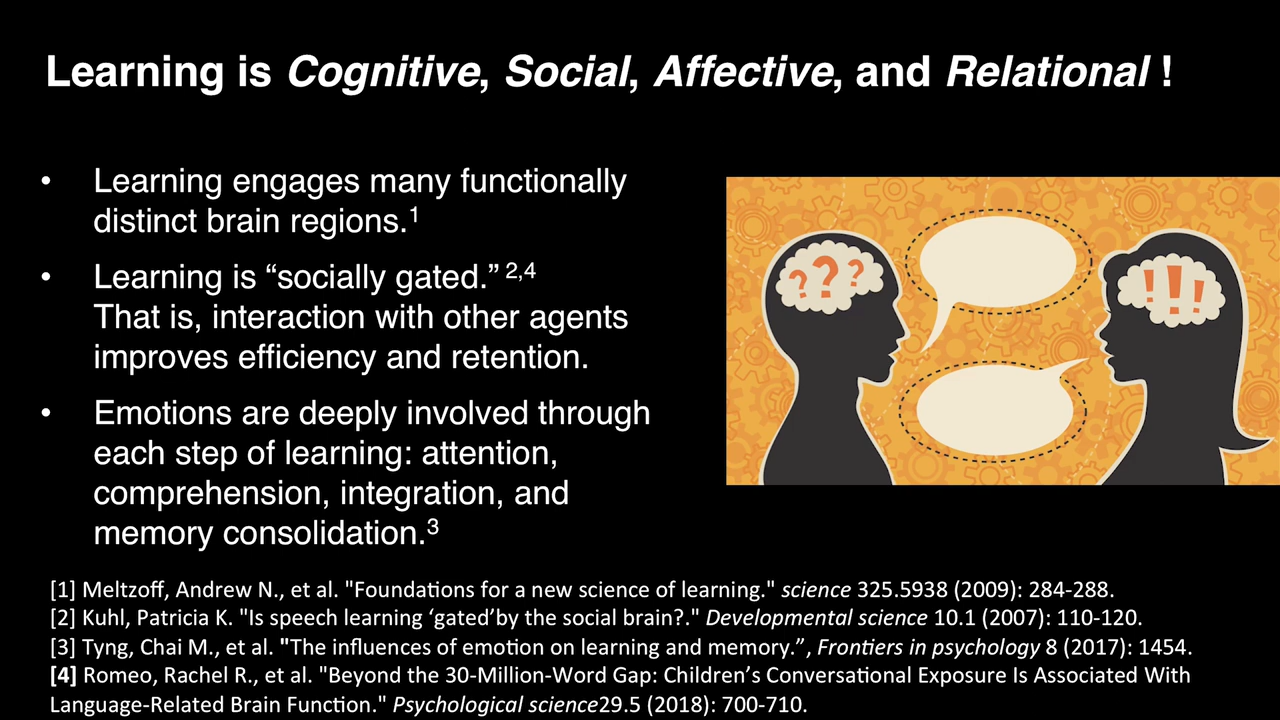 Learning is Cognitive, Social, Affective, and Relational !
• Learning engages many functionally
distinct brain regions.1
• Learning is “socially gated.” 2,4
That is, interaction with other agents
improves efficiency and retention.
• Emotions are deeply involved through
each step of learning: attention,
comprehension, integration, and
memory consolidation.3
? ? ?
! ! !
[1] Meltzoff, Andrew N., et al. "Foundations for a new science of learning." science 325.5938 (2009): 284-288.
[2] Kuhl, Patricia K. "Is speech learning ‘gated’by the social brain?." Developmental science 10.1 (2007): 110-120.
[3] Tyng, Chai M., et al. "The influences of emotion on learning and memory.”, Frontiers in psychology 8 (2017): 1454.
[4] Romeo, Rachel R., et al. "Beyond the 30-Million-Word Gap: Children’s Conversational Exposure Is Associated With
Language-Related Brain Function." Psychological science29.5 (2018): 700-710.